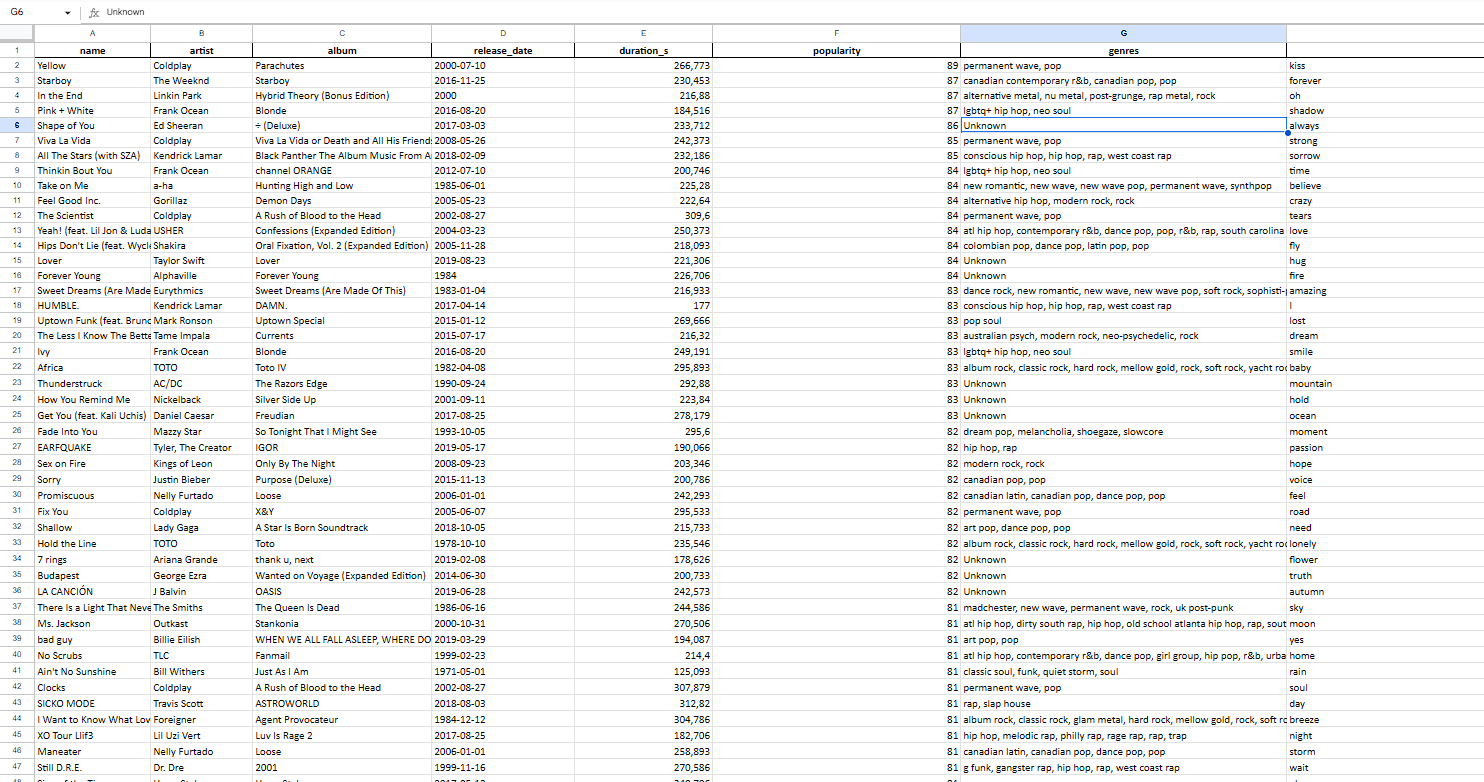 G6 fx Unknown
A B C D E F G
1 name artist album release_date duration_s popularity genres
2 Yellow Coldplay Parachutes 2000-07-10 266,773 89 permanent wave, pop kiss
3 Starboy The Weeknd Starboy 2016-11-25 230,453 87 canadian contemporary r&b, canadian pop, pop forever
4 In the End Linkin Park Hybrid Theory (Bonus Edition) 2000 216,88 87 alternative metal, nu metal, post-grunge, rap metal, rock oh
5 Pink + White Frank Ocean Blonde 2016-08-20 184,516 87 lgbtq+ hip hop, neo soul shadow
6 Shape of You Ed Sheeran ÷ (Deluxe) 2017-03-03 233,712 86 Unknown always
7 Viva La Vida Coldplay Viva La Vida or Death and All His Friends 2008-05-26 242,373 85 permanent wave, pop strong
8 All The Stars (with SZA) Kendrick Lamar Black Panther The Album Music From A 2018-02-09 232,186 85 conscious hip hop, hip hop, rap, west coast rap sorrow
9 Thinkin Bout You Frank Ocean channel ORANGE 2012-07-10 200,746 84 lgbtq+ hip hop, neo soul time
10 Take on Me a-ha Hunting High and Low 1985-06-01 225,28 84 new romantic, new wave, new wave pop, permanent wave, synthpop believe
11 Feel Good Inc. Gorillaz Demon Days 2005-05-23 222,64 84 alternative hip hop, modern rock, rock crazy
12 The Scientist Coldplay A Rush of Blood to the Head 2002-08-27 309,6 84 permanent wave, pop tears
13 Yeah! (feat. Lil Jon & Luda USHER Confessions (Expanded Edition) 2004-03-23 250,373 84 atl hip hop, contemporary r&b, dance pop, pop, r&b, rap, south carolina love
14 Hips Don't Lie (feat. Wycl Shakira Oral Fixation, Vol. 2 (Expanded Edition) 2005-11-28 218,093 84 colombian pop, dance pop, latin pop, pop fly
15 Lover Taylor Swift Lover 2019-08-23 221,306 84 Unknown hug
16 Forever Young Alphaville Forever Young 1984 226,706 84 Unknown fire
17 Sweet Dreams (Are Made Eurythmics Sweet Dreams (Are Made Of This) 1983-01-04 216,933 83 dance rock, new romantic, new wave, new wave pop, soft rock, sophisti- amazing
18 HUMBLE. Kendrick Lamar DAMN. 2017-04-14 177 83 conscious hip hop, hip hop, rap, west coast rap I
19 Uptown Funk (feat. Brunc Mark Ronson Uptown Special 2015-01-12 269,666 83 pop soul lost
20 The Less I Know The Bette Tame Impala Currents 2015-07-17 216,32 83 australian psych, modern rock, neo-psychedelic, rock dream
21 Ivy Frank Ocean Blonde 2016-08-20 249,191 83 lgbtq+ hip hop, neo soul smile
22 Africa TOTO Toto IV 1982-04-08 295,893 83 album rock, classic rock, hard rock, mellow gold, rock, soft rock, yacht roc baby
23 Thunderstruck AC/DC The Razors Edge 1990-09-24 292,88 83 Unknown mountain
24 How You Remind Me Nickelback Silver Side Up 2001-09-11 223,84 83 Unknown hold
25 Get You (feat. Kali Uchis) Daniel Caesar Freudian 2017-08-25 278,179 83 Unknown ocean
26 Fade Into You Mazzy Star So Tonight That I Might See 1993-10-05 295,6 82 dream pop, melancholia, shoegaze, slowcore moment
27 EARFQUAKE Tyler, The Creator IGOR 2019-05-17 190,066 82 hip hop, rap passion
28 Sex on Fire Kings of Leon Only By The Night 2008-09-23 203,346 82 modern rock, rock hope
29 Sorry Justin Bieber Purpose (Deluxe) 2015-11-13 200,786 82 canadian pop, pop voice
30 Promiscuous Nelly Furtado Loose 2006-01-01 242,293 82 canadian latin, canadian pop, dance pop, pop feel
31 Fix You Coldplay X&Y 2005-06-07 295,533 82 permanent wave, pop road
32 Shallow Lady Gaga A Star Is Born Soundtrack 2018-10-05 215,733 82 art pop, dance pop, pop need
33 Hold the Line TOTO Toto 1978-10-10 235,546 82 album rock, classic rock, hard rock, mellow gold, rock, soft rock, yacht roc lonely
34 7 rings Ariana Grande thank u, next 2019-02-08 178,626 82 Unknown flower
35 Budapest George Ezra Wanted on Voyage (Expanded Edition) 2014-06-30 200,733 82 Unknown truth
36 LA CANCIÓN J Balvin OASIS 2019-06-28 242,573 82 Unknown autumn
37 There Is a Light That Neve The Smiths The Queen Is Dead 1986-06-16 244,586 81 madchester, new wave, permanent wave, rock, uk post-punk sky
38 Ms. Jackson Outkast Stankonia 2000-10-31 270,506 81 atl hip hop, dirty south rap, hip hop, old school atlanta hip hop, rap, sout moon
39 bad guy Billie Eilish WHEN WE ALL FALL ASLEEP, WHERE DO 2019-03-29 194,087 81 art pop, pop yes
40 No Scrubs TLC Fanmail 1999-02-23 214,4 81 atl hip hop, contemporary r&b, dance pop, girl group, hip pop, r&b, urba home
41 Ain't No Sunshine Bill Withers Just As I Am 1971-05-01 125,093 81 classic soul, funk, quiet storm, soul rain
42 Clocks Coldplay A Rush of Blood to the Head 2002-08-27 307,879 81 permanent wave, pop soul
43 SICKO MODE Travis Scott ASTROWORLD 2018-08-03 312,82 81 rap, slap house day
44 I Want to Know What Lov Foreigner Agent Provocateur 1984-12-12 304,786 81 album rock, classic rock, glam metal, hard rock, mellow gold, rock, soft rc breeze
45 XO Tour Llif3 Lil Uzi Vert Luv Is Rage 2 2017-08-25 182,706 81 hip hop, melodic rap, philly rap, rage rap, rap, trap night
46 Maneater Nelly Furtado Loose 2006-01-01 258,893 81 canadian latin, canadian pop, dance pop, pop storm
47 Still D.R.E. Dr. Dre 2001 1999-11-16 270,586 81 g funk, gangster rap, hip hop, rap, west coast rap wait